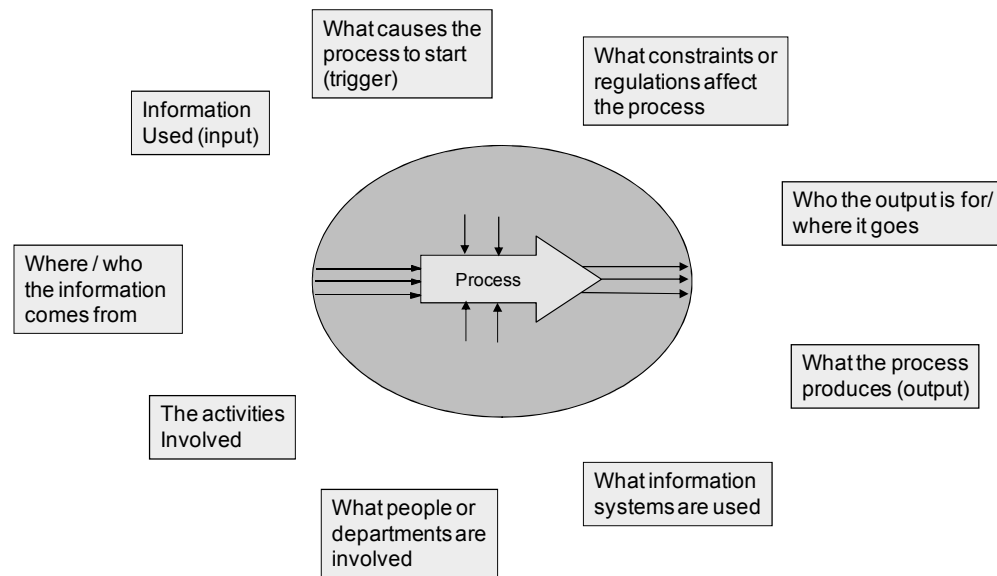 What causes the
process to start
(trigger)
What constraints or
regulations affect
the process
Information
Used (input)
Who the output is for/
where it goes
Where / who
the information
comes from
Process
What the process
produces (output)
The activities
Involved
What information
systems are used
What people or
departments are
involved